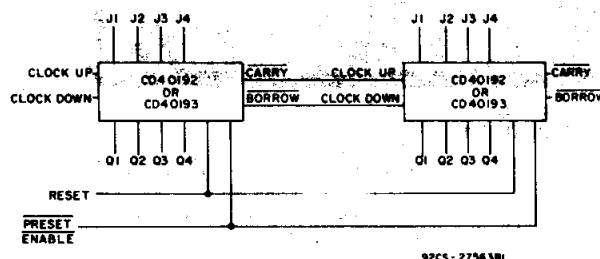 J1 J2 J3 J4 J1 J2 J3 J4
CLOCK UP CD40192 OR CD40193 CARRY CLOCK UP CD40192 OR CD40193 CARRY
CLOCK DOWN BORROW CLOCK DOWN BORROW
Q1 Q2 Q3 Q4 Q1 Q2 Q3 Q4
RESET
PRESET
ENABLE
92CS-27563R1